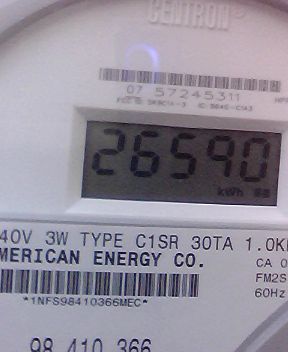 CENTRON®
07 57245311
26590
kWh
40V 3W TYPE C1SR 30TA 1.0K
MERICAN ENERGY CO.
CA 0
FM2S
60Hz
*1NFS98410366MEC*
98 410 366